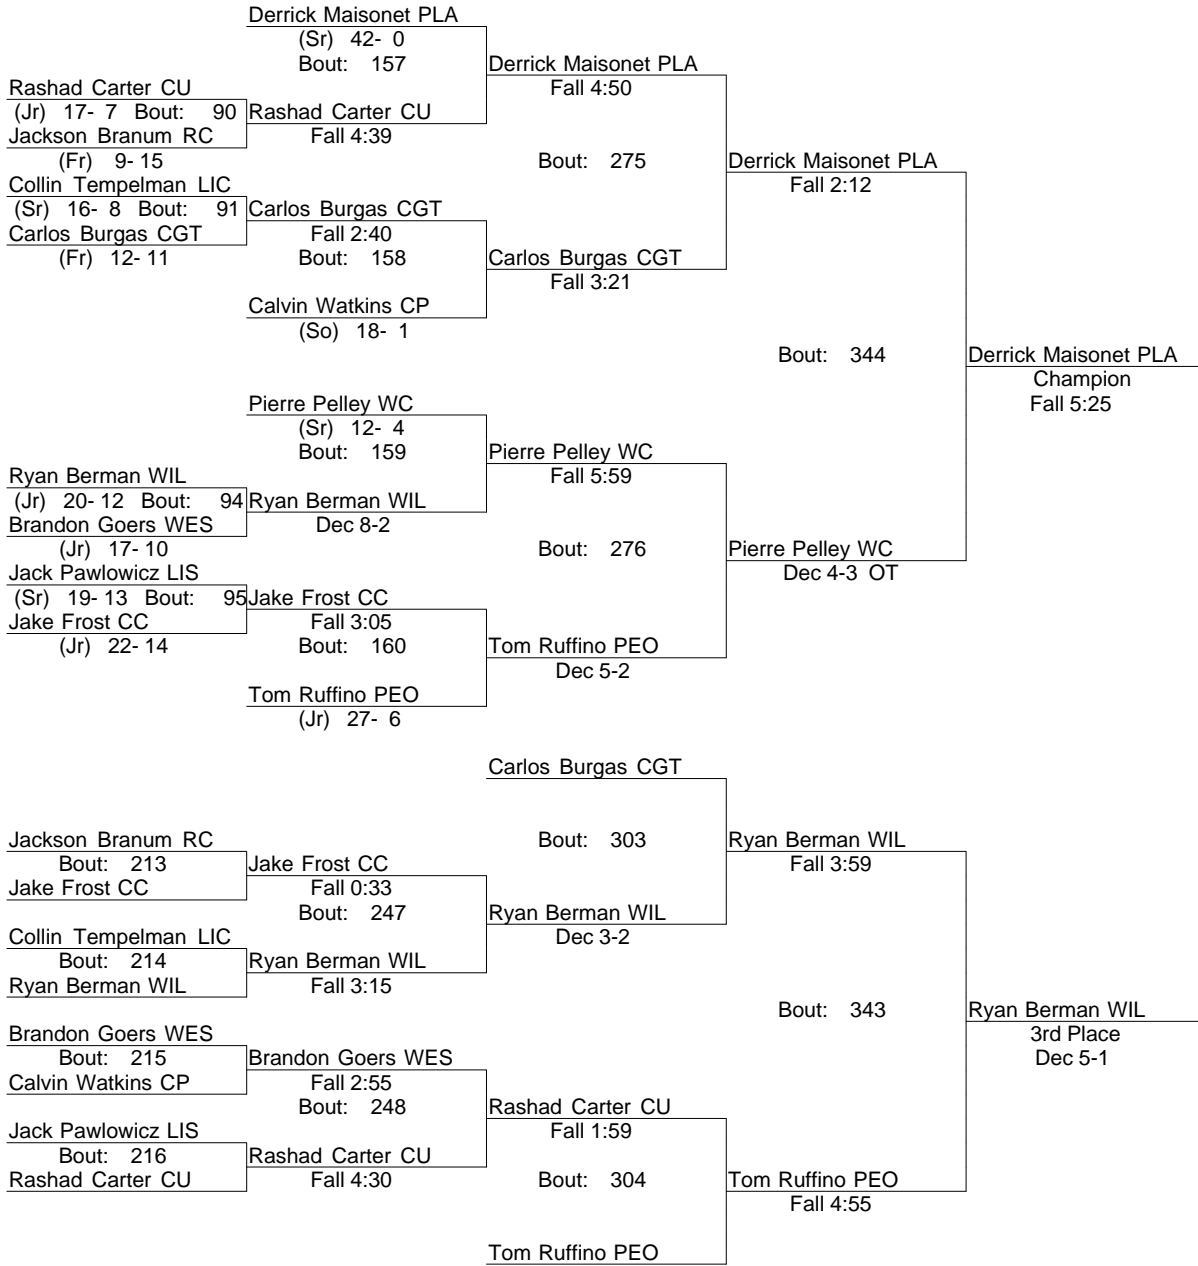 Derrick Maisonet PLA
(Sr) 42- 0
Bout: 157
Derrick Maisonet PLA
Fall 4:50
Rashad Carter CU
(Jr) 17- 7 Bout: 90
Rashad Carter CU
Jackson Branum RC
Fall 4:39
(Fr) 9- 15
Bout: 275
Derrick Maisonet PLA
Fall 2:12
Collin Tempelman LIC
(Sr) 16- 8 Bout: 91
Carlos Burgas CGT
Carlos Burgas CGT
Fall 2:40
(Fr) 12- 11
Bout: 158
Carlos Burgas CGT
Fall 3:21
Calvin Watkins CP
(So) 18- 1
Bout: 344
Derrick Maisonet PLA
Champion
Fall 5:25
Pierre Pelley WC
(Sr) 12- 4
Bout: 159
Pierre Pelley WC
Fall 5:59
Ryan Berman WIL
(Jr) 20- 12 Bout: 94
Ryan Berman WIL
Brandon Goers WES
Dec 8-2
(Jr) 17- 10
Bout: 276
Pierre Pelley WC
Dec 4-3 OT
Jack Pawlowicz LIS
(Sr) 19- 13 Bout: 95
Jake Frost CC
Jake Frost CC
Fall 3:05
(Jr) 22- 14
Bout: 160
Tom Ruffino PEO
Dec 5-2
Tom Ruffino PEO
(Jr) 27- 6
Carlos Burgas CGT
Bout: 303
Ryan Berman WIL
Fall 3:59
Jackson Branum RC
Bout: 213
Jake Frost CC
Jake Frost CC
Fall 0:33
Bout: 247
Ryan Berman WIL
Dec 3-2
Collin Tempelman LIC
Bout: 214
Ryan Berman WIL
Ryan Berman WIL
Fall 3:15
Bout: 343
Ryan Berman WIL
3rd Place
Dec 5-1
Brandon Goers WES
Bout: 215
Brandon Goers WES
Calvin Watkins CP
Fall 2:55
Bout: 248
Rashad Carter CU
Fall 1:59
Jack Pawlowicz LIS
Bout: 216
Rashad Carter CU
Rashad Carter CU
Fall 4:30
Bout: 304
Tom Ruffino PEO
Fall 4:55
Tom Ruffino PEO